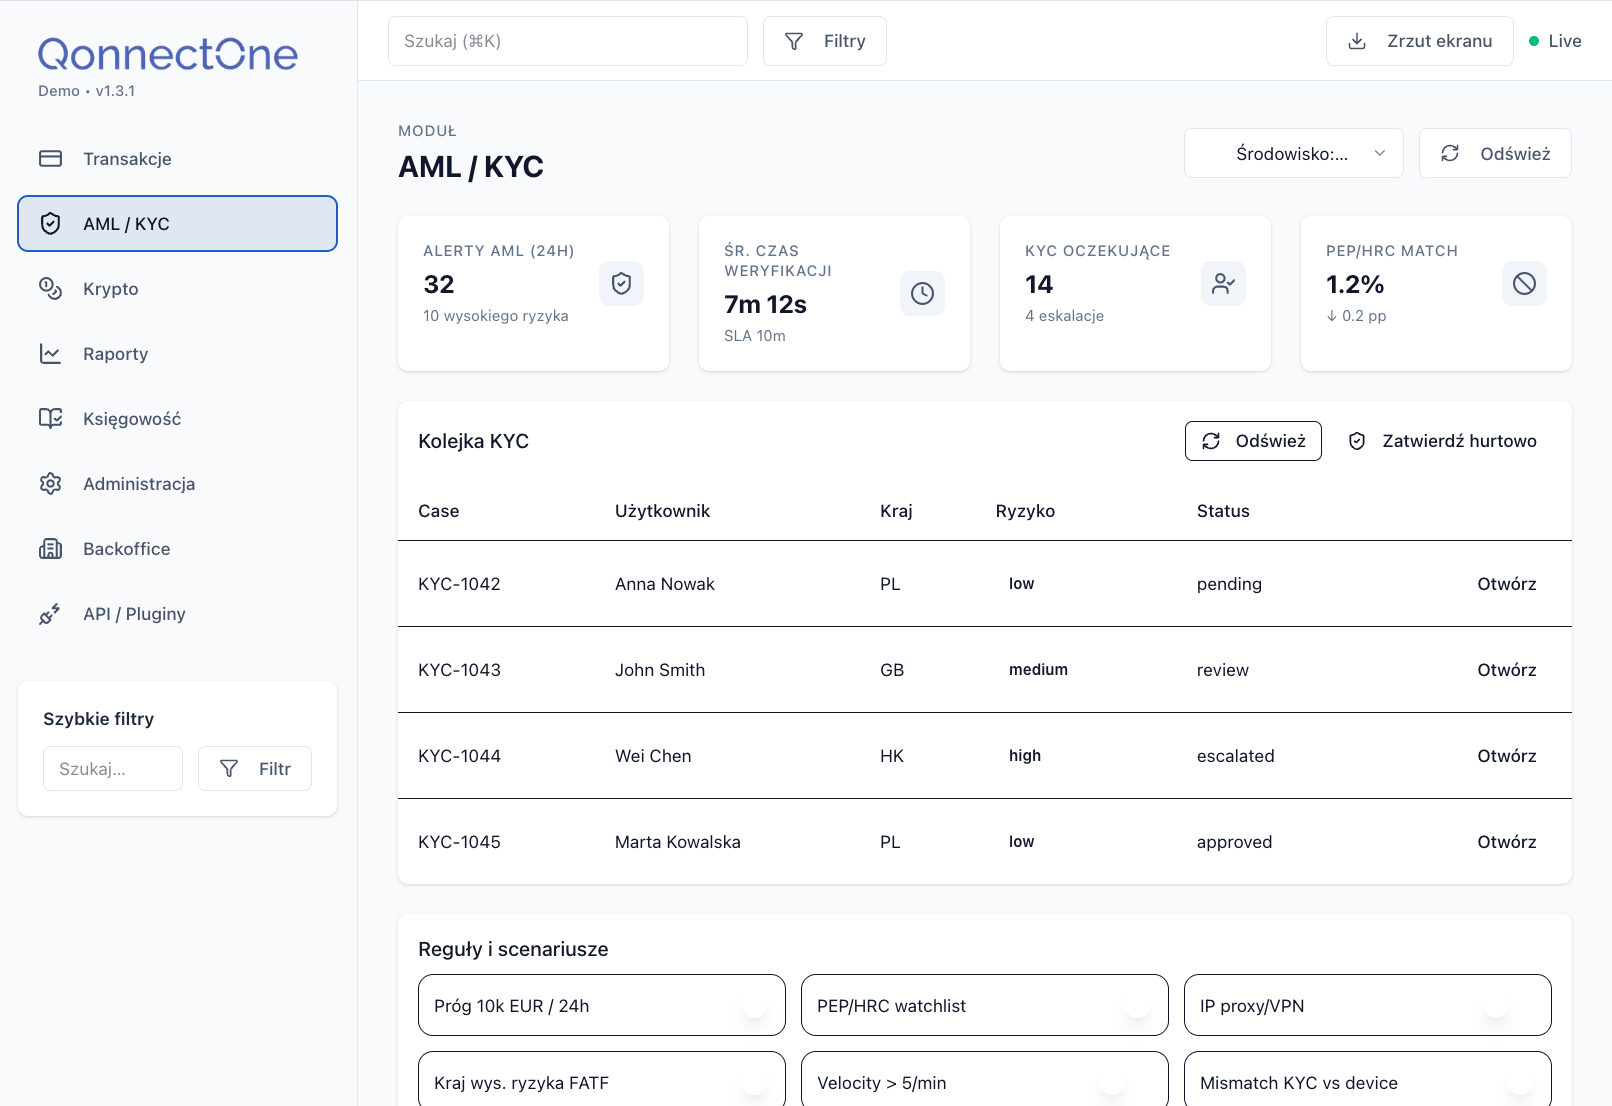 QonnectOne
Demo • v1.3.1
Transakcje
AML / KYC
Krypto
Raporty
Księgowość
Administracja
Backoffice
API / Pluginy
Szybkie filtry
Szukaj...
Filtr
Szukaj (⌘K)
Filtry
Zrzut ekranu
Live
MODUŁ
AML / KYC
Środowisko:...
Odśwież
ALERTY AML (24H)
32
10 wysokiego ryzyka
ŚR. CZAS
WERYFIKACJI
7m 12s
SLA 10m
KYC OCZEKUJĄCE
14
4 eskalacje
PEP/HRC MATCH
1.2%
↓ 0.2 pp
Kolejka KYC
Odśwież
Zatwierdź hurtowo
Case Użytkownik Kraj Ryzyko Status
KYC-1042 Anna Nowak PL low pending Otwórz
KYC-1043 John Smith GB medium review Otwórz
KYC-1044 Wei Chen HK high escalated Otwórz
KYC-1045 Marta Kowalska PL low approved Otwórz
Reguły i scenariusze
Próg 10k EUR / 24h
PEP/HRC watchlist
IP proxy/VPN
Kraj wys. ryzyka FATF
Velocity > 5/min
Mismatch KYC vs device